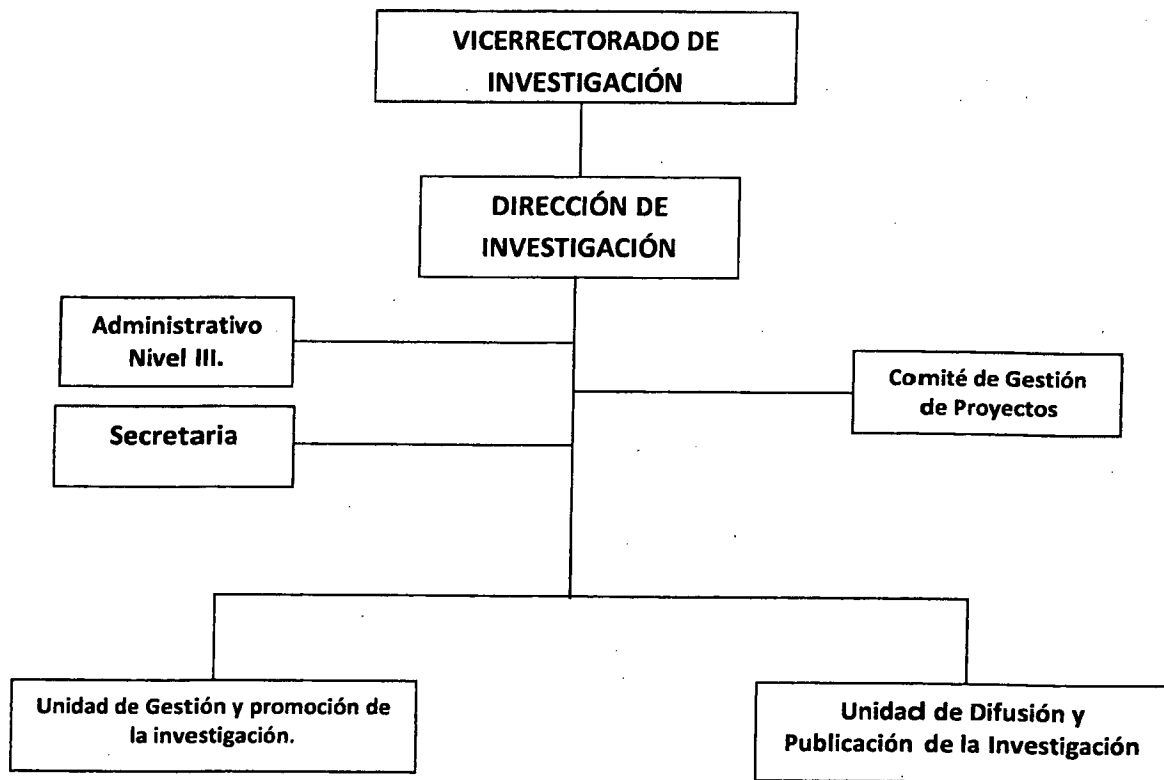 VICERRECTORADO DE
INVESTIGACIÓN
DIRECCIÓN DE
INVESTIGACIÓN
Administrativo
Nivel III.
Comité de Gestión
de Proyectos
Secretaria
Unidad de Gestión y promoción de
la investigación.
Unidad de Difusión y
Publicación de la Investigación